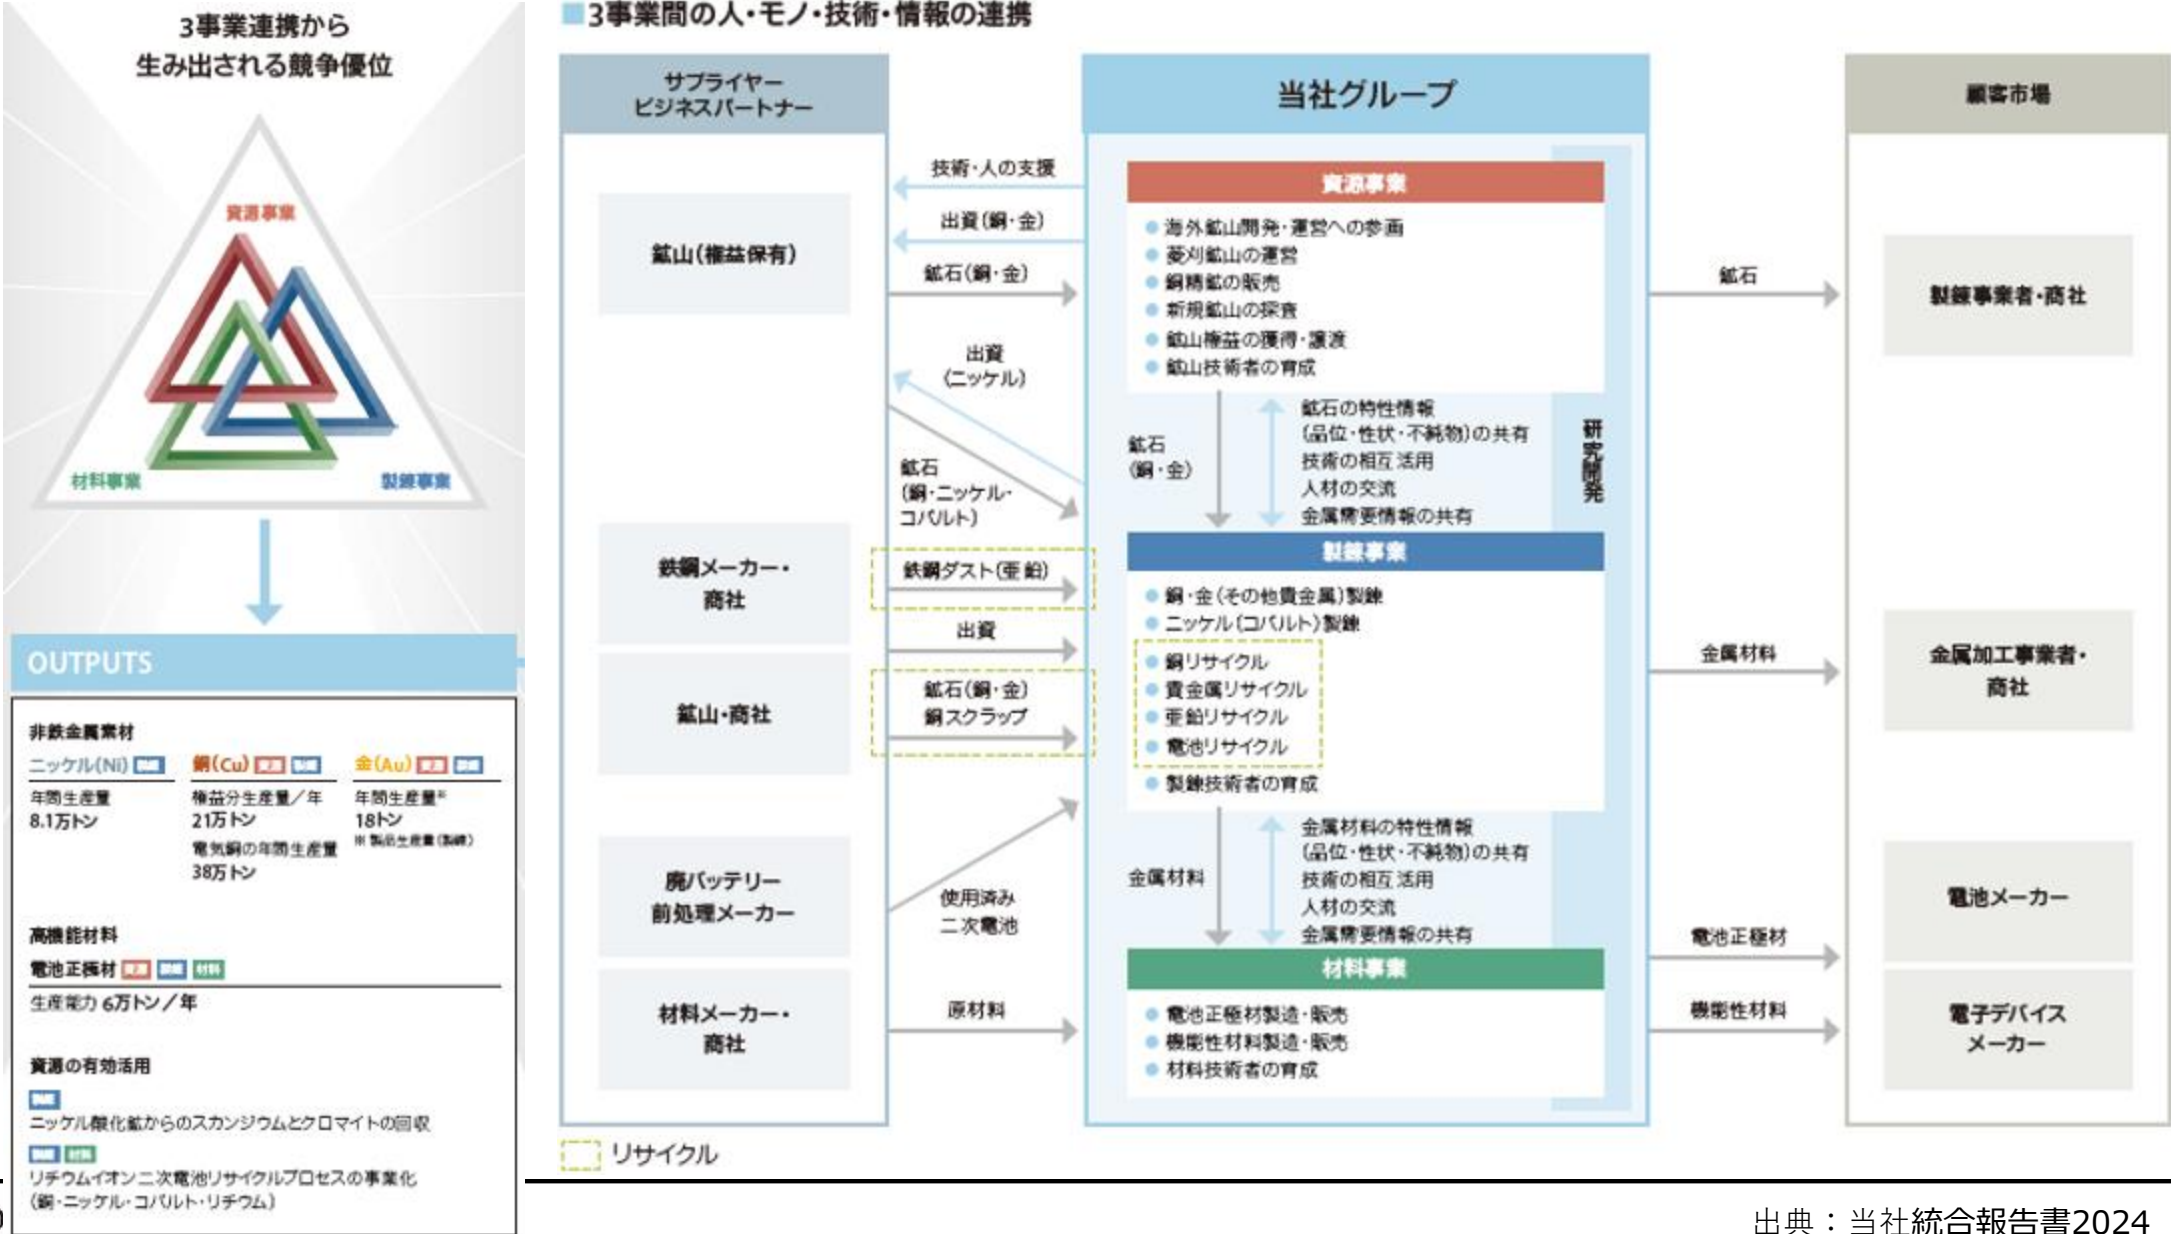 3事業連携から
生み出される競争優位
資源事業
材料事業
製錬事業
OUTPUTS
非鉄金属素材
ニッケル(Ni) 製錬
銅(Cu) 資源 製錬
金(Au) 資源 製錬
年間生産量
8.1万トン
権益分生産量／年
21万トン
電気銅の年間生産量
38万トン
年間生産量※
18トン
※ 製品生産量(製錬)
高機能材料
電池正極材 資源 製錬 材料
生産能力 6万トン／年
資源の有効活用
製錬
ニッケル酸化鉱からのスカンジウムとクロマイトの回収
製錬 材料
リチウムイオン二次電池リサイクルプロセスの事業化
(銅・ニッケル・コバルト・リチウム)
3事業間の人・モノ・技術・情報の連携
サプライヤー
ビジネスパートナー
鉱山(権益保有)
鉄鋼メーカー・
商社
鉱山・商社
廃バッテリー
前処理メーカー
材料メーカー・
商社
技術・人の支援
出資(銅・金)
鉱石(銅・金)
出資
(ニッケル)
鉱石
(銅・ニッケル・
コバルト)
鉄鋼ダスト(亜鉛)
出資
鉱石(銅・金)
銅スクラップ
使用済み
二次電池
原材料
当社グループ
資源事業
海外鉱山開発・運営への参画
菱刈鉱山の運営
銅精鉱の販売
新規鉱山の探査
鉱山権益の獲得・譲渡
鉱山技術者の育成
鉱石
(銅・金)
鉱石の特性情報
(品位・性状・不純物)の共有
技術の相互活用
人材の交流
金属需要情報の共有
研究開発
製錬事業
銅・金(その他貴金属)製錬
ニッケル(コバルト)製錬
銅リサイクル
貴金属リサイクル
亜鉛リサイクル
電池リサイクル
製錬技術者の育成
金属材料
金属材料の特性情報
(品位・性状・不純物)の共有
技術の相互活用
人材の交流
金属需要情報の共有
材料事業
電池正極材製造・販売
機能性材料製造・販売
材料技術者の育成
鉱石
金属材料
電池正極材
機能性材料
顧客市場
製錬事業者・商社
金属加工事業者・
商社
電池メーカー
電子デバイス
メーカー
リサイクル
出典：当社統合報告書2024